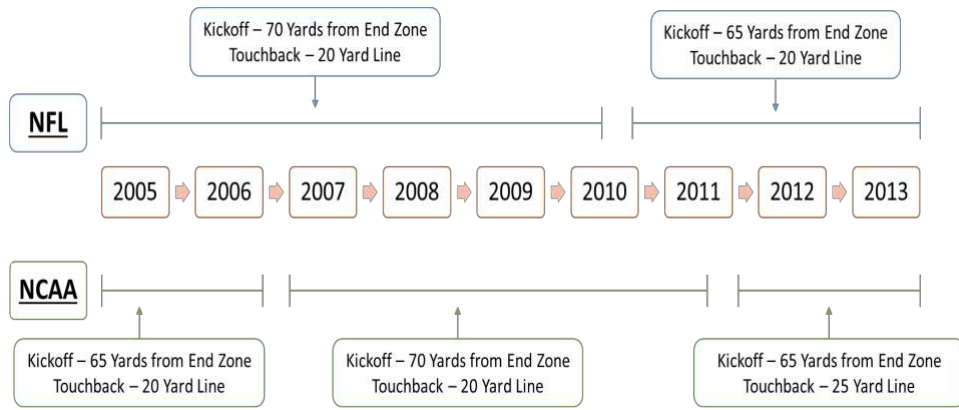 Kickoff – 70 Yards from End Zone
Touchback – 20 Yard Line
Kickoff – 65 Yards from End Zone
Touchback – 20 Yard Line
NFL
2005 2006 2007 2008 2009 2010 2011 2012 2013
NCAA
Kickoff – 65 Yards from End Zone
Touchback – 20 Yard Line
Kickoff – 70 Yards from End Zone
Touchback – 20 Yard Line
Kickoff – 65 Yards from End Zone
Touchback – 25 Yard Line